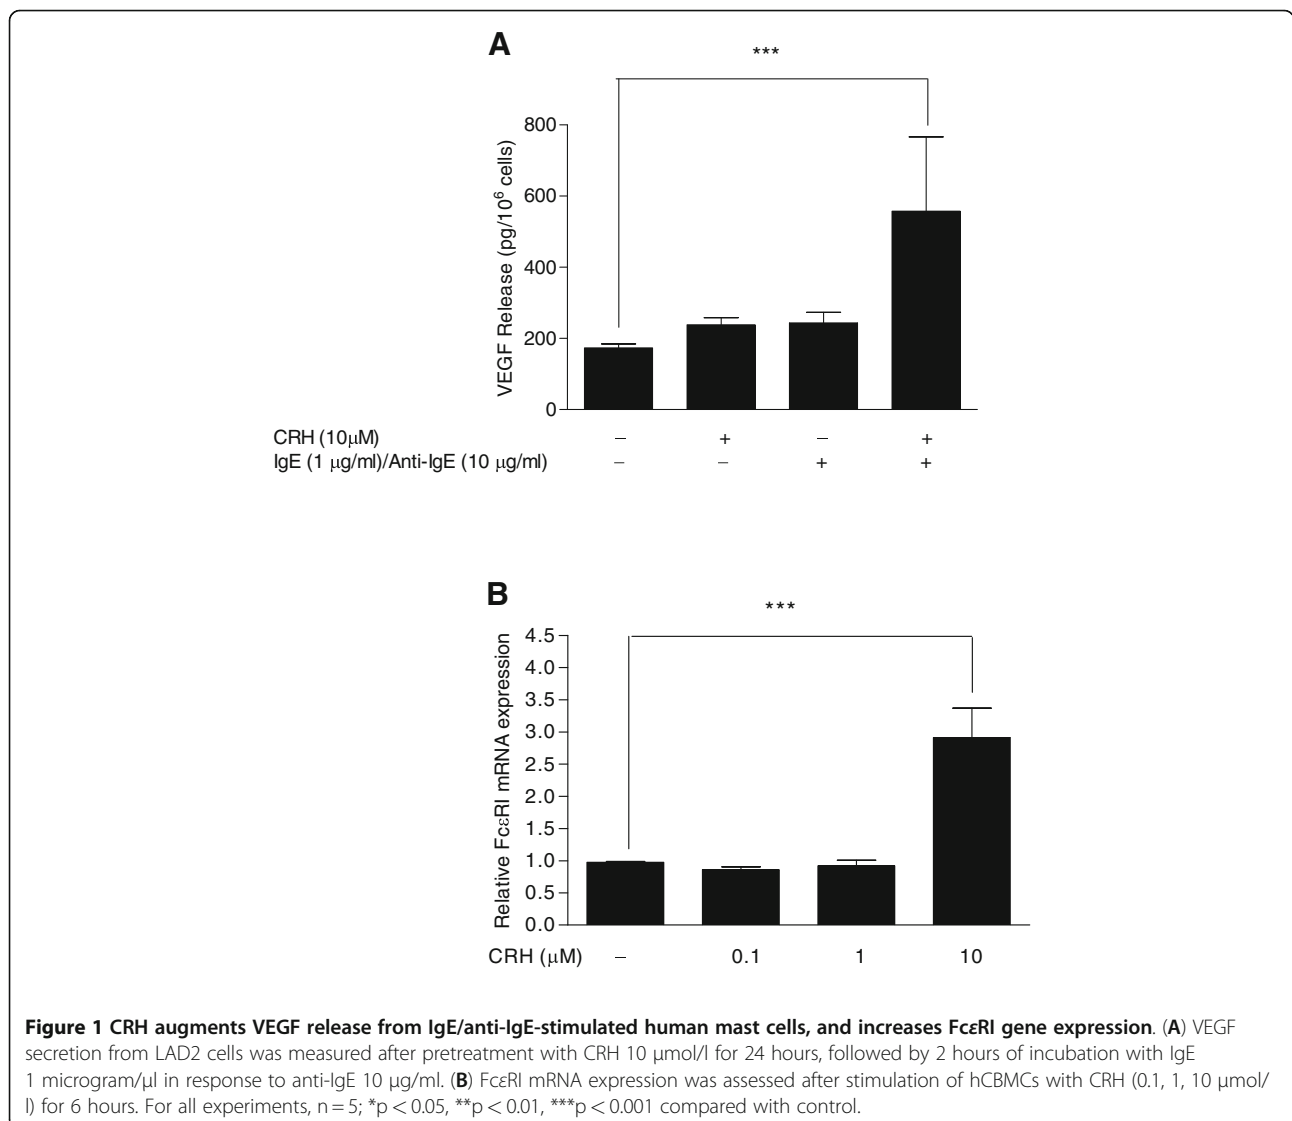 A
***
800
600
400
200
0
VEGF Release (pg/10⁶ cells)
CRH (10μM) – + – +
IgE (1 μg/ml)/Anti-IgE (10 μg/ml) – – + +
B
***
4.5
4.0
3.5
3.0
2.5
2.0
1.5
1.0
0.5
0.0
Relative FcεRI mRNA expression
CRH (μM) – 0.1 1 10
Figure 1 CRH augments VEGF release from IgE/anti-IgE-stimulated human mast cells, and increases FcεRI gene expression. (A) VEGF
secretion from LAD2 cells was measured after pretreatment with CRH 10 μmol/l for 24 hours, followed by 2 hours of incubation with IgE
1 microgram/μl in response to anti-IgE 10 μg/ml. (B) FcεRI mRNA expression was assessed after stimulation of hCBMCs with CRH (0.1, 1, 10 μmol/
l) for 6 hours. For all experiments, n = 5; *p < 0.05, **p < 0.01, ***p < 0.001 compared with control.